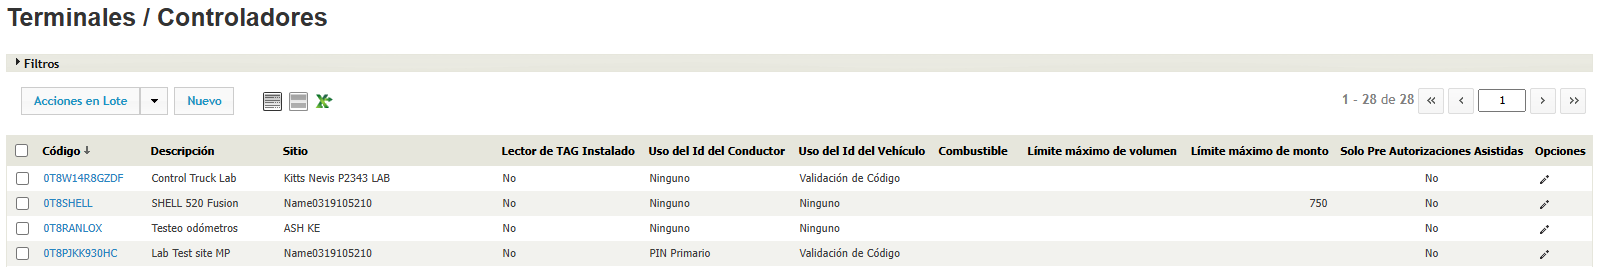 Terminales / Controladores
Filtros
Acciones en Lote Nuevo 1 - 28 de 28 « ‹ 1 › »
Código Descripción Sitio Lector de TAG Instalado Uso del Id del Conductor Uso del Id del Vehículo Combustible Límite máximo de volumen Límite máximo de monto Solo Pre Autorizaciones Asistidas Opciones
0T8W14R8GZDF Control Truck Lab Kitts Nevis P2343 LAB No Ninguno Validación de Código No
0T8SHELL SHELL 520 Fusion Name0319105210 No Ninguno Ninguno 750 No
0T8RANLOX Testeo odómetros ASH KE No Ninguno Ninguno No
0T8PJKK930HC Lab Test site MP Name0319105210 No PIN Primario Validación de Código No